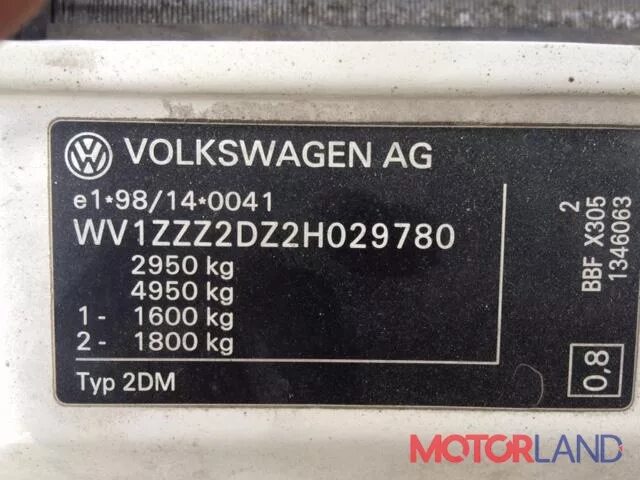 VOLKSWAGEN AG
e1*98/14*0041
WV1ZZZ2DZ2H029780
2950 kg
4950 kg
1- 1600 kg
2- 1800 kg
Typ 2DM
2
BBF X305
1346063
0,8
MOTORLAND